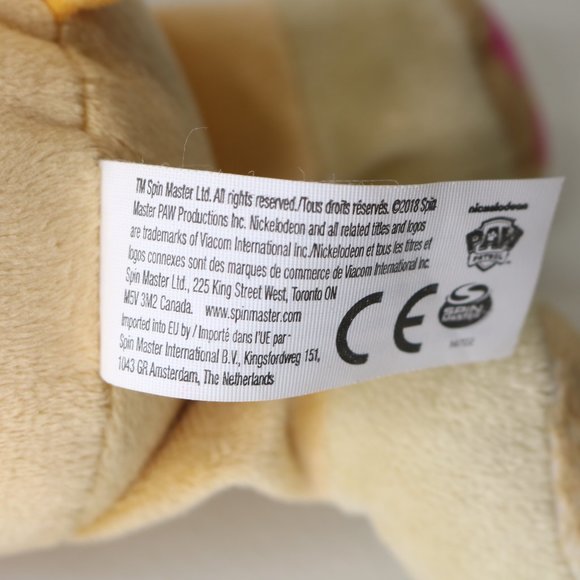 TM Spin Master Ltd. All rights reserved./Tous droits réservés. ©2018 Spin
Master PAW Productions Inc. Nickelodeon and all related titles and logos
are trademarks of Viacom International Inc./Nickelodeon et tous les titres et
logos connexes sont des marques de commerce de Viacom International Inc.
Spin Master Ltd., 225 King Street West, Toronto ON
M5V 3M2 Canada. www.spinmaster.com
Imported into EU by / Importé dans l'UE par
Spin Master International B.V., Kingsfordweg 151,
1043 GR Amsterdam, The Netherlands
CE
nickelodeon
PAW
PATROL
SPIN
MASTER